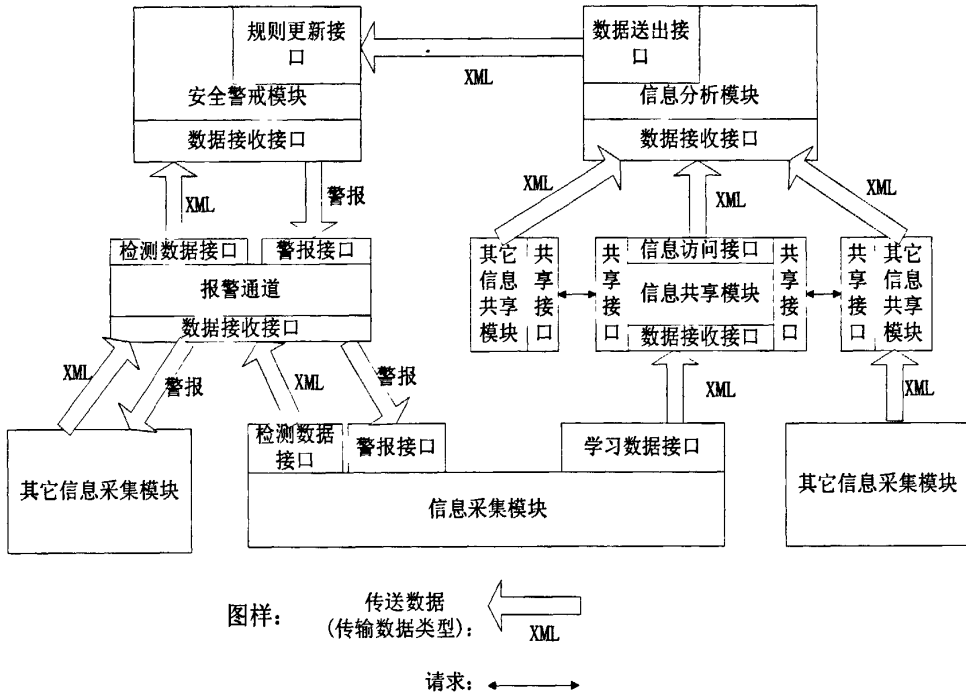 规则更新接
口
安全警戒模块
数据接收接口
XML
数据送出接
口
信息分析模块
数据接收接口
XML
警报
XML
XML
XML
检测数据接口
警报接口
报警通道
数据接收接口
其它信息共享模块
共享接口
共享接口
信息访问接口
信息共享模块
数据接收接口
共享接口
共享接口
其它信息共享模块
XML
警报
XML
警报
XML
XML
其它信息采集模块
检测数据
接口
警报接口
学习数据接口
信息采集模块
其它信息采集模块
图样：
传送数据
(传输数据类型)：
XML
请求：